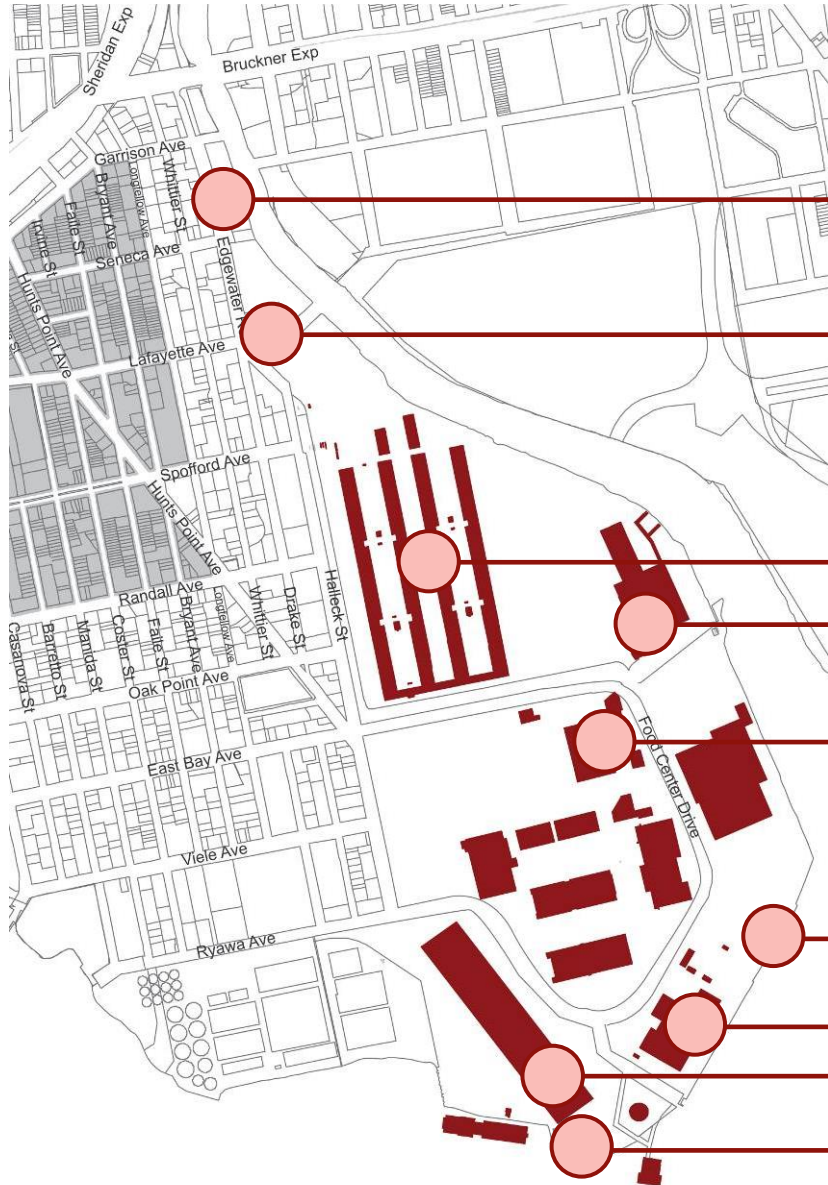 Sheridan Exp
Bruckner Exp
Garrison Ave
Longfellow Ave
Whittier St
Bryant Ave
Faile St
Irvine St
Seneca Ave
Edgewater
Hunts Point Ave
Lafayette Ave
Spofford Ave
Hunts Point Ave
Randall Ave
Halleck St
Drake St
Whittier St
Longfellow Ave
Bryant Ave
Faile St
Coster St
Manida St
Barretto St
Casanova St
Oak Point Ave
Food Center Drive
East Bay Ave
Viele Ave
Ryawa Ave